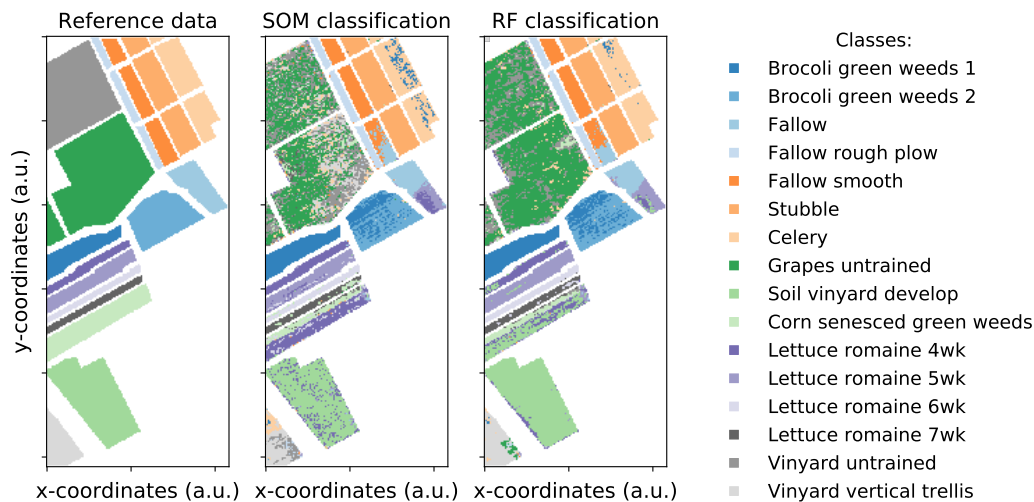 Reference data
SOM classification
RF classification
y-coordinates (a.u.)
x-coordinates (a.u.)
x-coordinates (a.u.)
x-coordinates (a.u.)
Classes:
Brocoli green weeds 1
Brocoli green weeds 2
Fallow
Fallow rough plow
Fallow smooth
Stubble
Celery
Grapes untrained
Soil vinyard develop
Corn senesced green weeds
Lettuce romaine 4wk
Lettuce romaine 5wk
Lettuce romaine 6wk
Lettuce romaine 7wk
Vinyard untrained
Vinyard vertical trellis